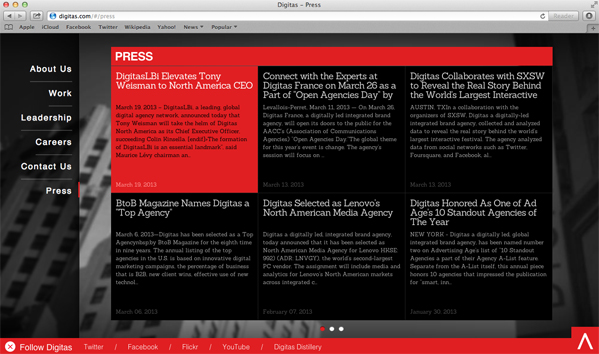 Digitas – Press
digitas.com/#/press
Reader
Apple iCloud Facebook Twitter Wikipedia Yahoo! News Popular
About Us
Work
Leadership
Careers
Contact Us
Press
PRESS
DigitasLBi Elevates Tony
Weisman to North America CEO
March 19, 2013 – DigitasLBi, a leading, global
digital agency network, announced today that
Tony Weisman will take the helm of Digitas
North America as its Chief Executive Officer,
succeeding Colin Kinsella. [endif]-The formation
of DigitasLBi is an essential landmark", said
Maurice Lévy chairman an...
March 19, 2013
Connect with the Experts at
Digitas France on March 26 as a
Part of "Open Agencies Day" by
Levallois-Perret, March 11, 2013 — On March 26,
Digitas France, a digitally led integrated brand
agency, will open its doors to the public for the
AACC's (Association of Communications
Agencies) "Open Agencies Day."The global theme
for this year's event is change. The agency's
session will focus on ...
March 13, 2013
Digitas Collaborates with SXSW
to Reveal the Real Story Behind
the World's Largest Interactive
AUSTIN, TXIn a collaboration with the
organizers of SXSW, Digitas a digitally-led
integrated brand agency, collected and analyzed
data to reveal the real story behind the world's
largest interactive festival. The agency analyzed
data from social networks such as Twitter,
Foursquare, and Facebook, al...
March 13, 2013
BtoB Magazine Names Digitas a
"Top Agency"
March 6, 2013—Digitas has been selected as a Top
Agencynbsp;by BtoB Magazine for the eighth time
in nine years. The annual listing of the top
agencies in the U.S. is based on innovative digital
marketing campaigns, the percentage of business
that is B2B, new client wins, effective use of new
technol...
March 06, 2013
Digitas Selected as Lenovo's
North American Media Agency
Digitas a digitally led, integrated brand agency,
today announced that it has been selected as
North American Media Agency for Lenovo HKSE
992) (ADR LNVGY), the world's second-largest
PC vendor. The assignment will include media and
analytics for Lenovo's North American markets
across integrated c...
February 07, 2013
Digitas Honored As One of Ad
Age's 10 Standout Agencies of
The Year
NEW YORK – Digitas a digitally led, global,
integrated brand agency, has been named number
two on Advertising Age's list of "10 Standout
Agencies a part of their Agency A-List feature.
Separate from the A-List itself, this annual piece
honors 10 agencies that impressed the publication
for "smart, inn...
January 30, 2013
Follow Digitas Twitter / Facebook / Flickr / YouTube / Digitas Distillery